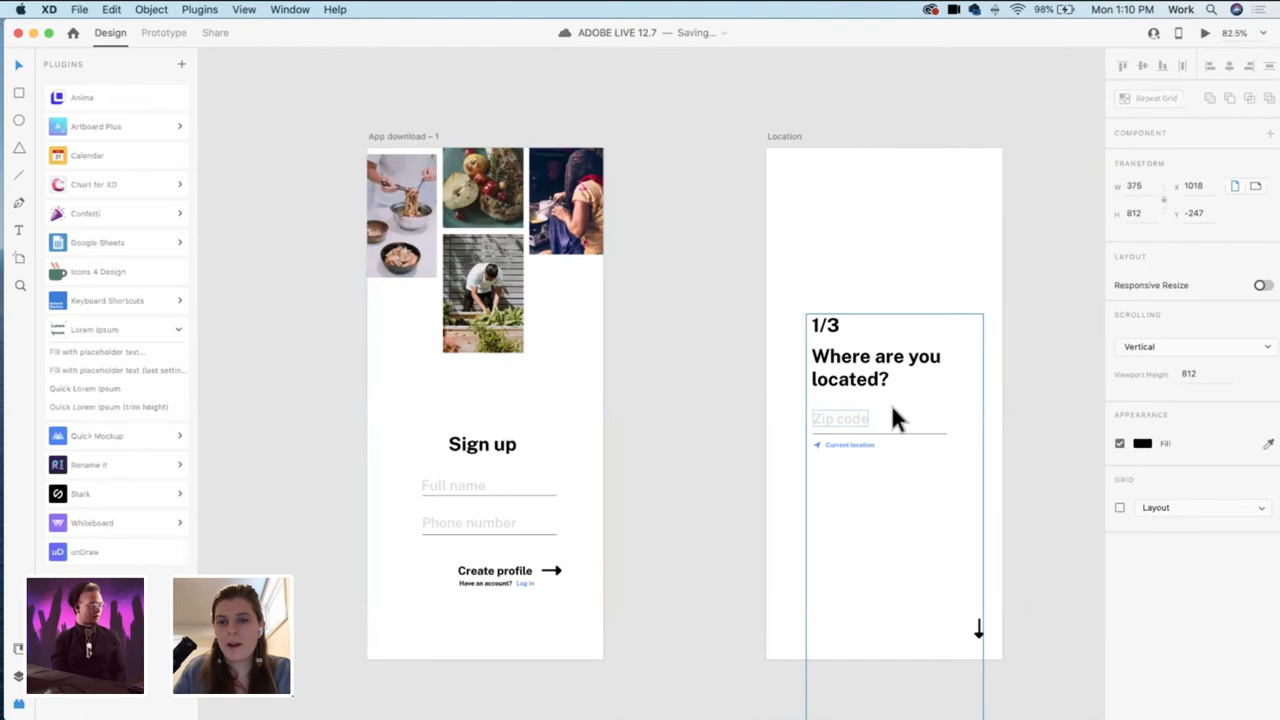 XD File Edit Object Plugins View Window Help
98% Mon 1:10 PM Work
Design Prototype Share
ADOBE LIVE 12.7 — Saving...
82.5%
PLUGINS +
Anima
Artboard Plus
Calendar
Chart for XD
Confetti
Google Sheets
Icons 4 Design
Keyboard Shortcuts
Lorem Ipsum
Lorem Ipsum
Fill with placeholder text...
Fill with placeholder text (last settin...
Quick Lorem Ipsum
Quick Lorem Ipsum (trim height)
Quick Mockup
Rename it
Stark
Whiteboard
uD unDraw
App download – 1
Sign up
Full name
Phone number
Create profile
Have an account? Log in
Location
1/3
Where are you
located?
Zip code
Current location
Repeat Grid
COMPONENT +
TRANSFORM
W 375 X 1018
H 812 Y -247
LAYOUT
Responsive Resize
SCROLLING
Vertical
Viewport Height 812
APPEARANCE
Fill
GRID
Layout